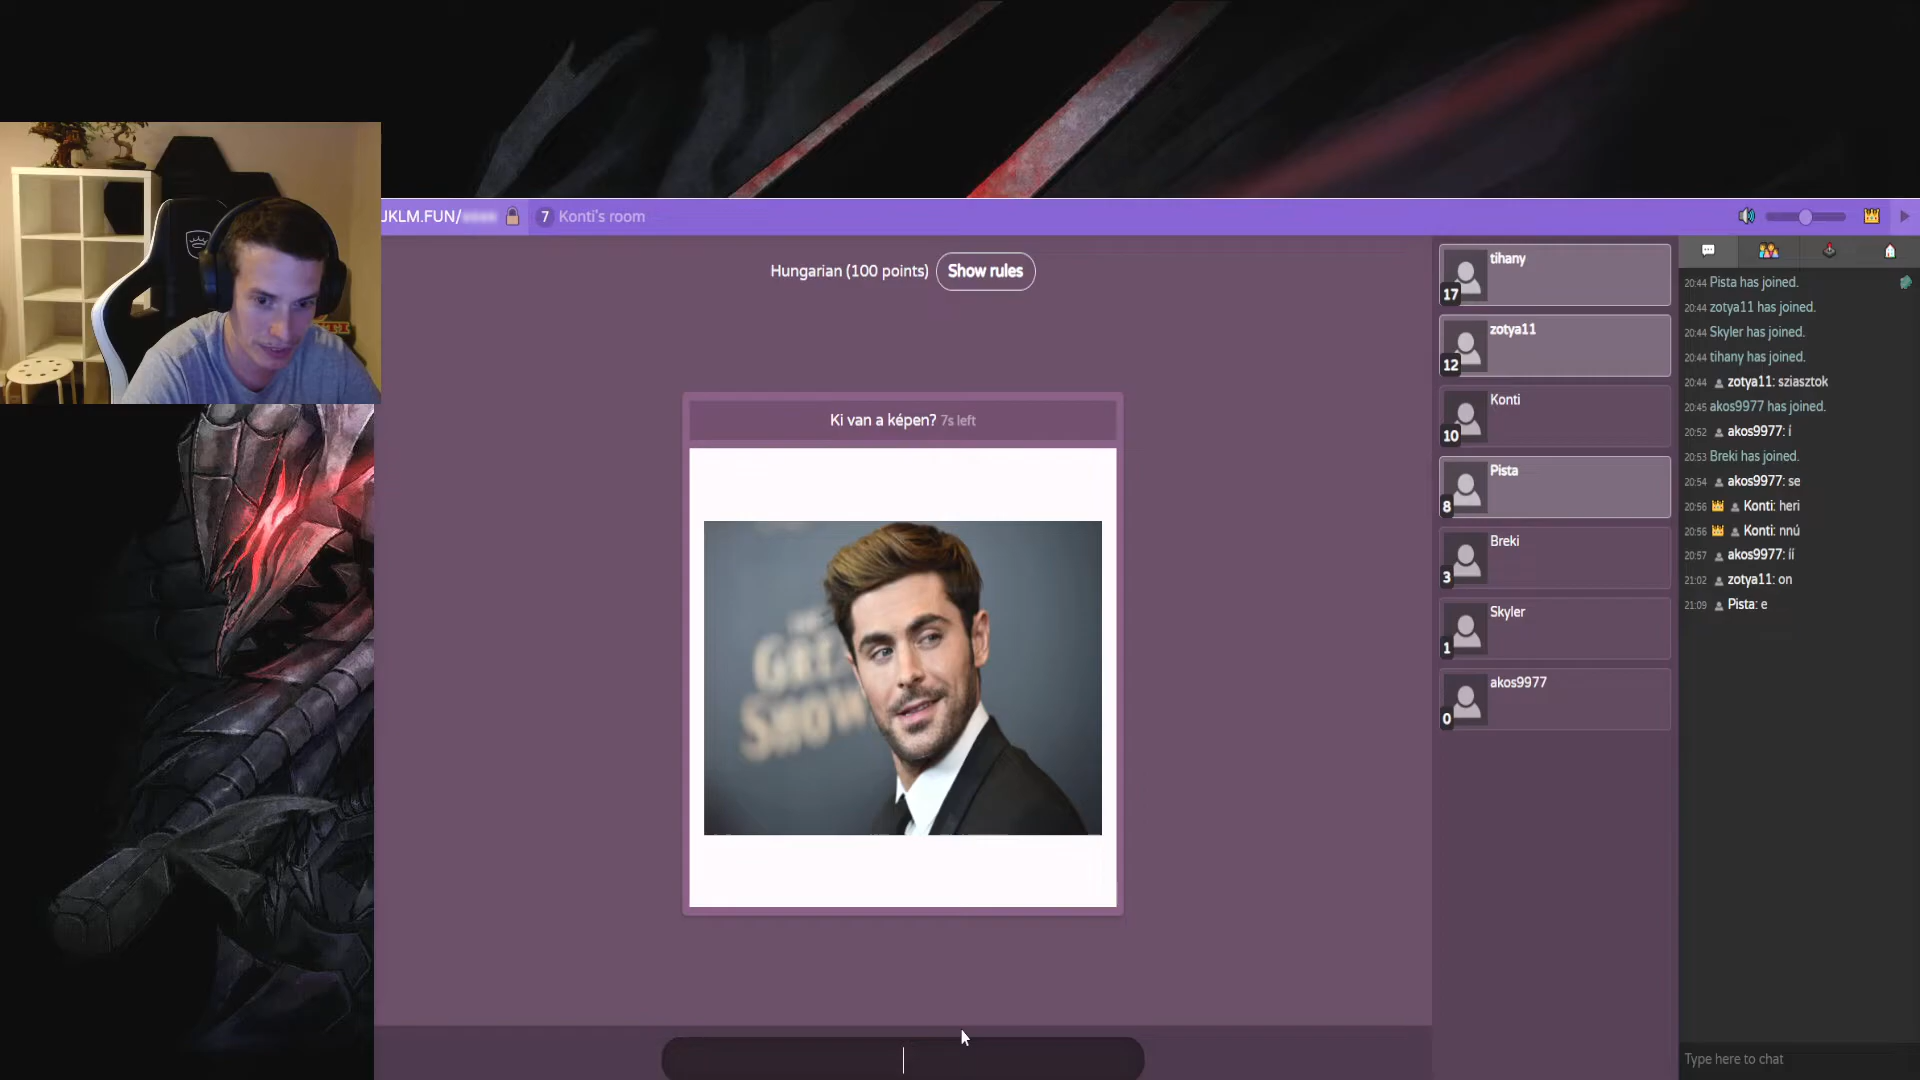 JKLM.FUN/
7 Konti's room
Hungarian (100 points) Show rules
Ki van a képen? 7s left
GREA
SHOW
tihany
17
zotya11
12
Konti
10
Pista
8
Breki
3
Skyler
1
akos9977
0
20:44 Pista has joined.
20:44 zotya11 has joined.
20:44 Skyler has joined.
20:44 tihany has joined.
20:44 zotya11: sziasztok
20:45 akos9977 has joined.
20:52 akos9977: í
20:53 Breki has joined.
20:54 akos9977: se
20:56 Konti: heri
20:56 Konti: nnú
20:57 akos9977: íí
21:02 zotya11: on
21:09 Pista: e
Type here to chat